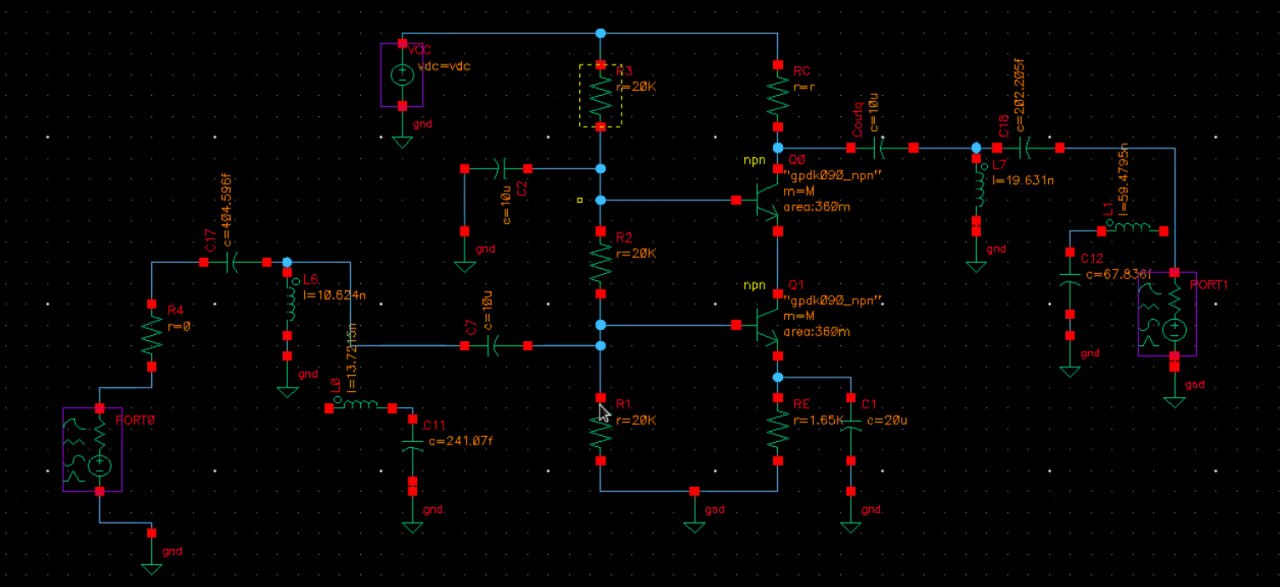 VCC
vdc=vdc
gnd
R3
r=20K
RC
r=r
Coutq
c=10u
C18
c=202.205f
npn
Q0
"gpdk090_npn"
m=M
area:360m
L7
l=19.631n
gnd
L1
l=59.4795n
C2
c=10u
gnd
C17
c=404.596f
R2
r=20K
C12
c=67.836f
PORT1
gnd
gnd
L6
l=10.624n
gnd
R4
r=0
C7
c=10u
npn
Q1
"gpdk090_npn"
m=M
area:360m
L0
l=13.7215n
PORT0
C11
c=241.07f
gnd
R1
r=20K
RE
r=1.65K
C1
c=20u
gnd
gnd
gnd